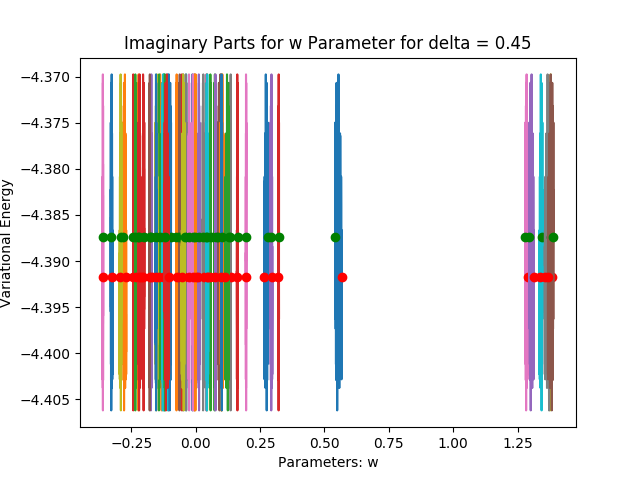 Imaginary Parts for w Parameter for delta = 0.45
−4.370
−4.375
−4.380
−4.385
−4.390
−4.395
−4.400
−4.405
Variational Energy
−0.25 0.00 0.25 0.50 0.75 1.00 1.25
Parameters: w